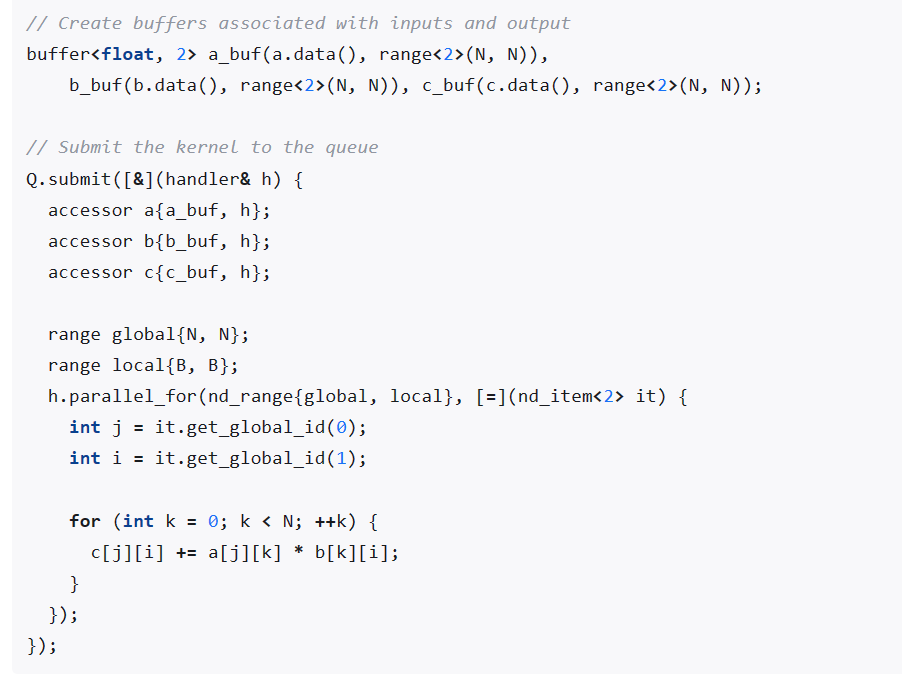 // Create buffers associated with inputs and output
buffer<float, 2> a_buf(a.data(), range<2>(N, N)),
    b_buf(b.data(), range<2>(N, N)), c_buf(c.data(), range<2>(N, N));

// Submit the kernel to the queue
Q.submit([&](handler& h) {
  accessor a{a_buf, h};
  accessor b{b_buf, h};
  accessor c{c_buf, h};

  range global{N, N};
  range local{B, B};
  h.parallel_for(nd_range{global, local}, [=](nd_item<2> it) {
    int j = it.get_global_id(0);
    int i = it.get_global_id(1);

    for (int k = 0; k < N; ++k) {
      c[j][i] += a[j][k] * b[k][i];
    }
  });
});